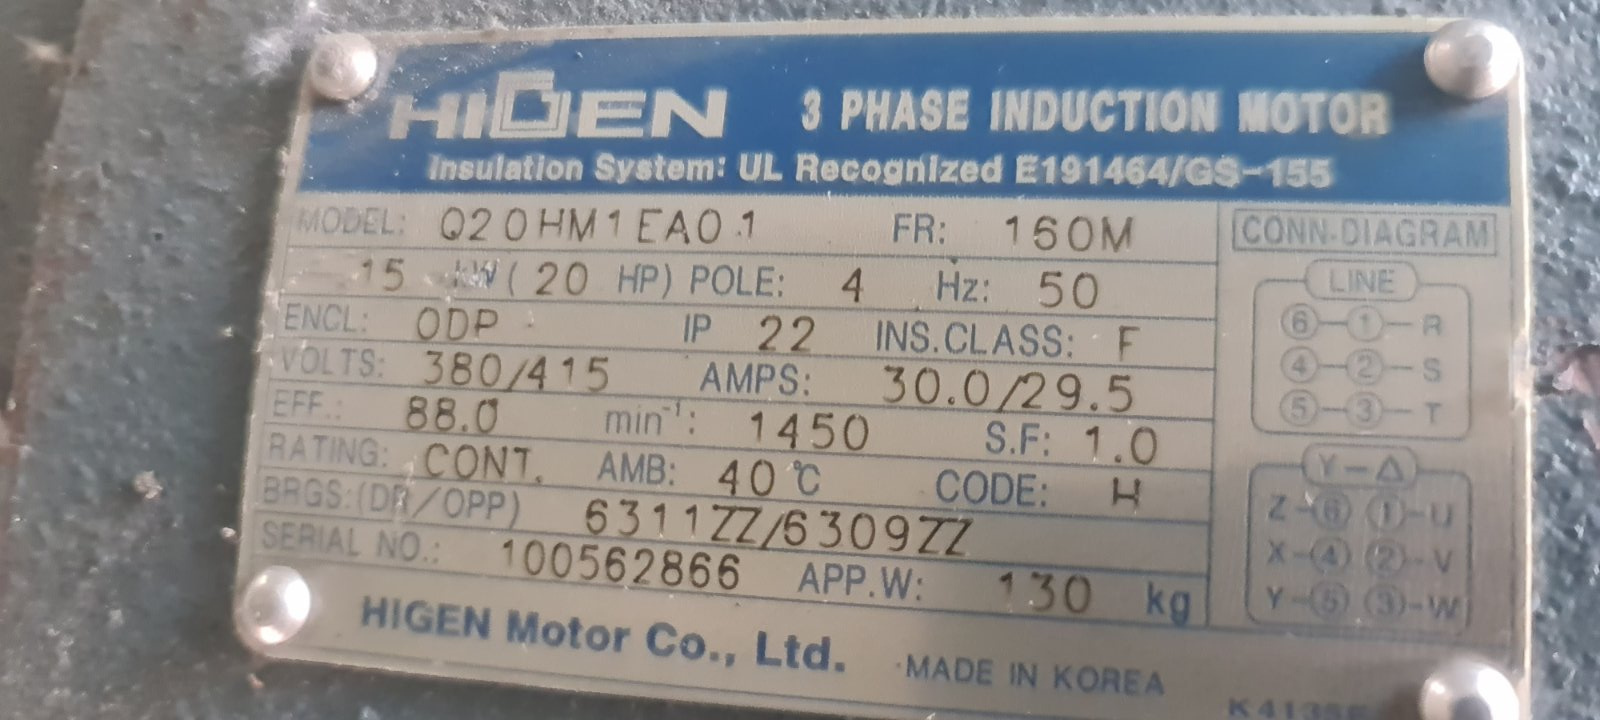 HIGEN 3 PHASE INDUCTION MOTOR
Insulation System: UL Recognized E191464/GS-155
MODEL: Q20HM1EA0.1 FR: 160M
15 kW (20 HP) POLE: 4 Hz: 50
ENCL: ODP IP 22 INS.CLASS: F
VOLTS: 380/415 AMPS: 30.0/29.5
EFF.: 88.0 min⁻¹: 1450 S.F: 1.0
RATING: CONT. AMB: 40 ℃ CODE: H
BRGS:(DR/OPP) 6311ZZ/6309ZZ
SERIAL NO.: 100562866 APP.W: 130 kg
CONN-DIAGRAM
LINE
⑥-①-R
④-②-S
⑤-③-T
Y-△
Z-⑥ ①-U
X-④ ②-V
Y-⑤ ③-W
HIGEN Motor Co., Ltd. MADE IN KOREA